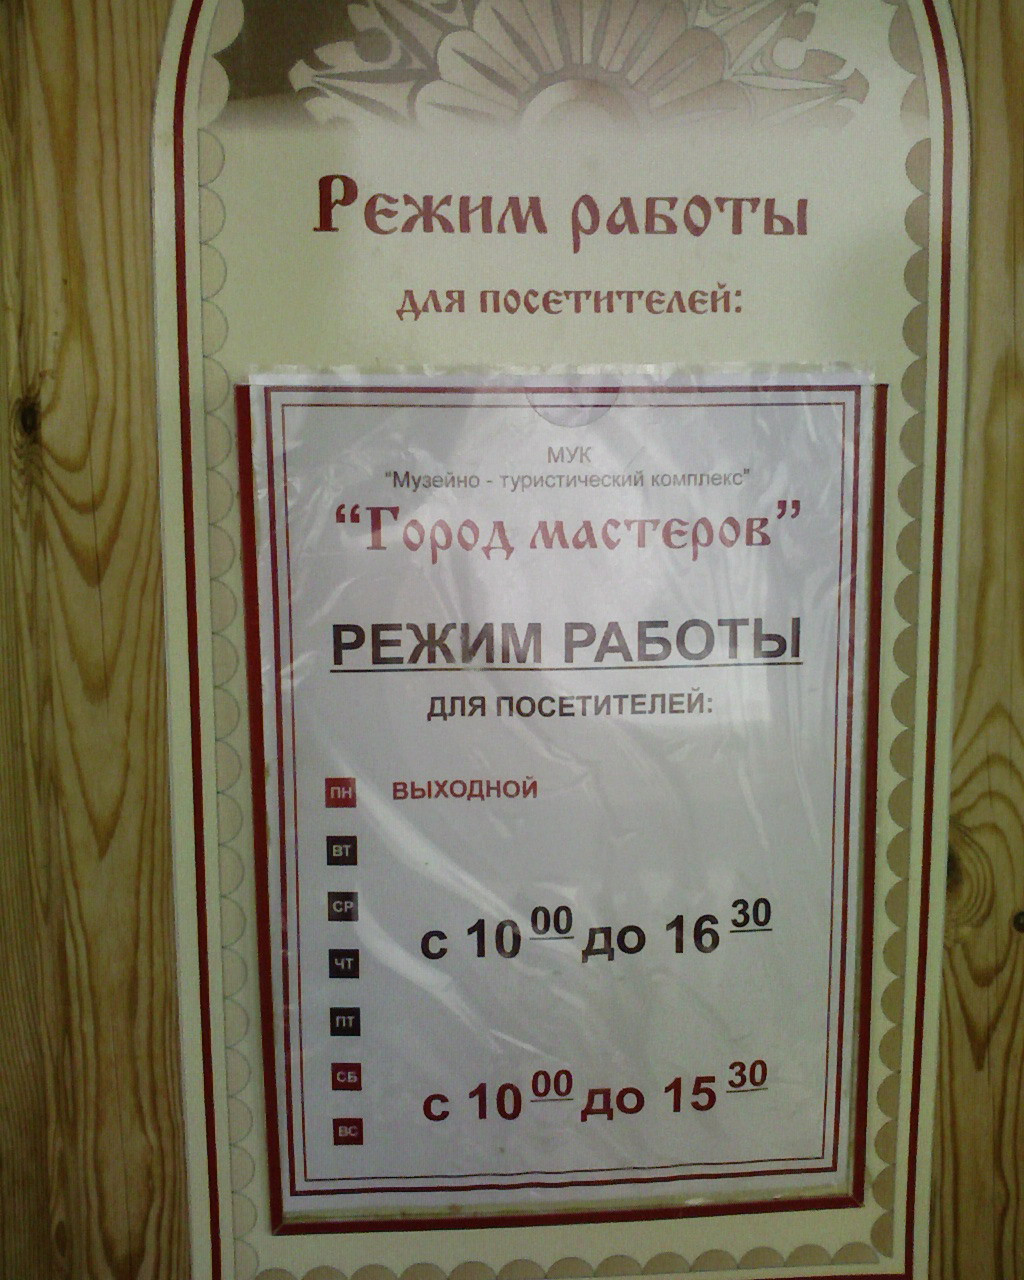 Режим работы
для посетителей:
МУК
"Музейно - туристический комплекс"
“Город мастеров”
РЕЖИМ РАБОТЫ
ДЛЯ ПОСЕТИТЕЛЕЙ:
ПН ВЫХОДНОЙ
ВТ
СР
с 10 00 до 16 30
ЧТ
ПТ
СБ
с 10 00 до 15 30
ВС